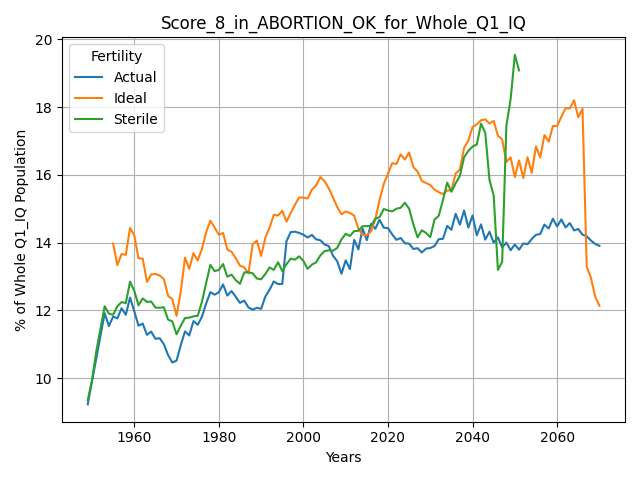 Score_8_in_ABORTION_OK_for_Whole_Q1_IQ
% of Whole Q1_IQ Population
20
18
16
14
12
10
Fertility
Actual
Ideal
Sterile
1960
1980
2000
2020
2040
2060
Years